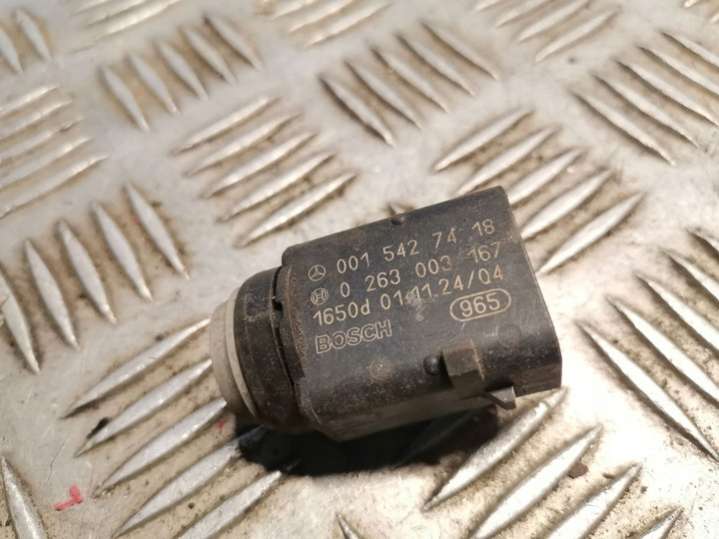 001 542 74 18
0 263 003 167
1650d 01.11.24/04
BOSCH 965